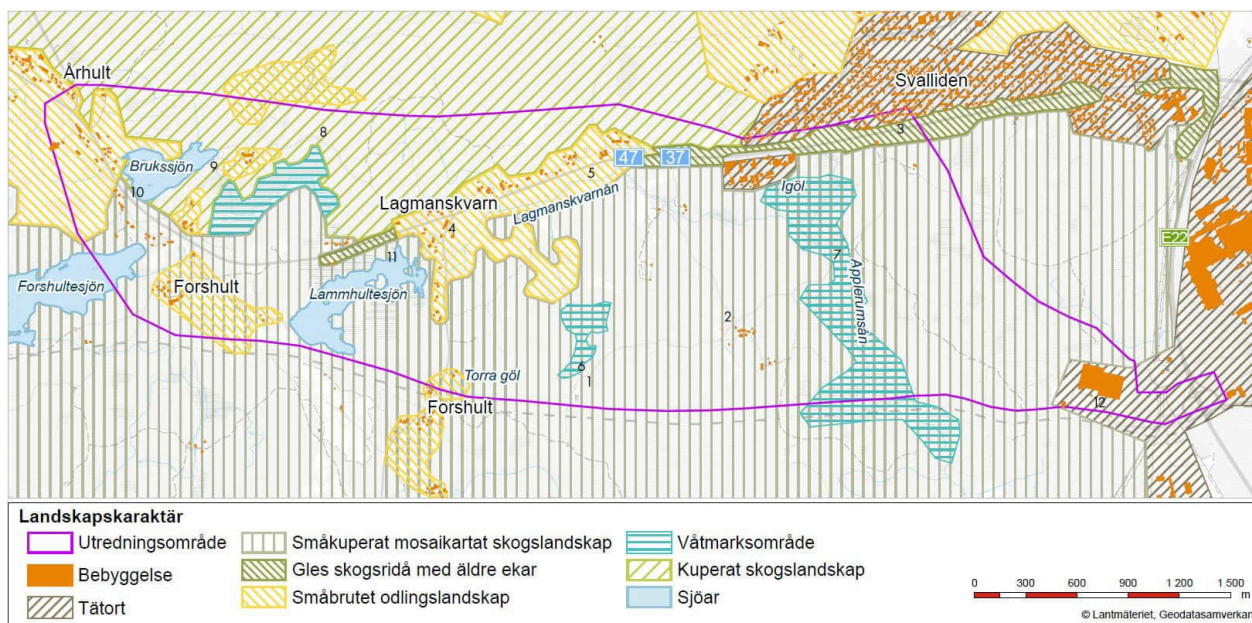 Århult
Svalliden
8
3
47 37
Brukssjön
9
5
10
Igöl
Lagmanskvarn
Lagmanskvarnån
4
E22
11
7
Applerumsån
Forshultesjön
Forshult
Lammhultesjön
2
6
Torra göl
1
Forshult
12
Landskapskaraktär
Utredningsområde
Småkuperat mosaikartat skogslandskap
Våtmarksområde
Bebyggelse
Gles skogsridå med äldre ekar
Kuperat skogslandskap
Tätort
Småbrutet odlingslandskap
Sjöar
0 300 600 900 1 200 1 500
m
© Lantmäteriet, Geodatasamverkan